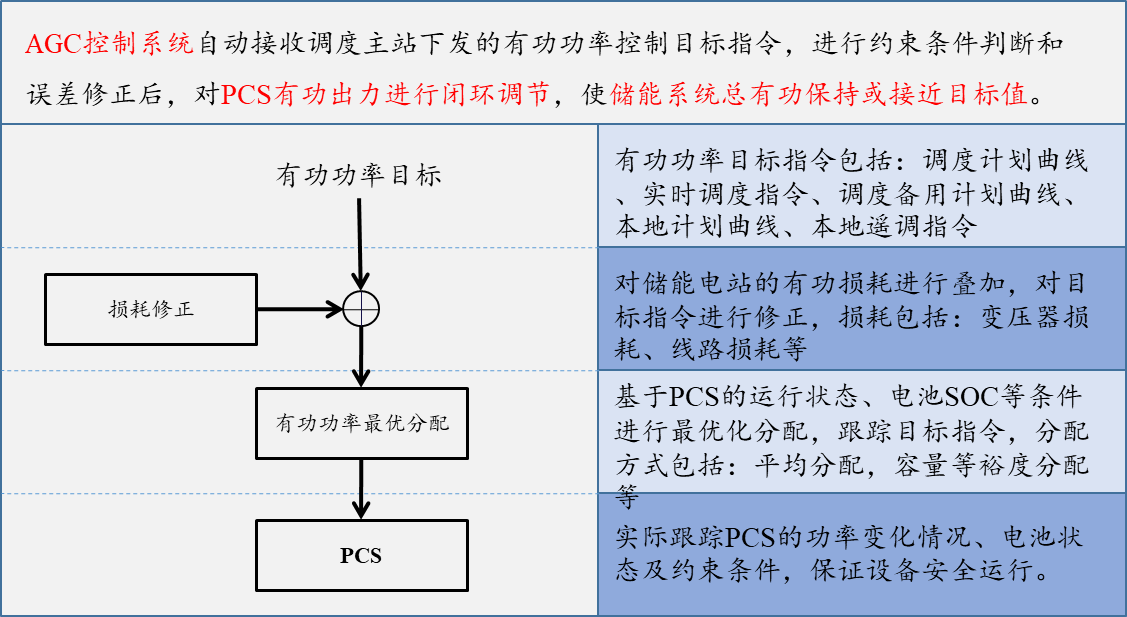 AGC控制系统自动接收调度主站下发的有功功率控制目标指令，进行约束条件判断和
误差修正后，对PCS有功出力进行闭环调节，使储能系统总有功保持或接近目标值。
有功功率目标
有功功率目标指令包括：调度计划曲线
、实时调度指令、调度备用计划曲线、
本地计划曲线、本地遥调指令
损耗修正
对储能电站的有功损耗进行叠加，对目
标指令进行修正，损耗包括：变压器损
耗、线路损耗等
有功功率最优分配
基于PCS的运行状态、电池SOC等条件
进行最优化分配，跟踪目标指令，分配
方式包括：平均分配，容量等裕度分配
等
PCS
实际跟踪PCS的功率变化情况、电池状
态及约束条件，保证设备安全运行。